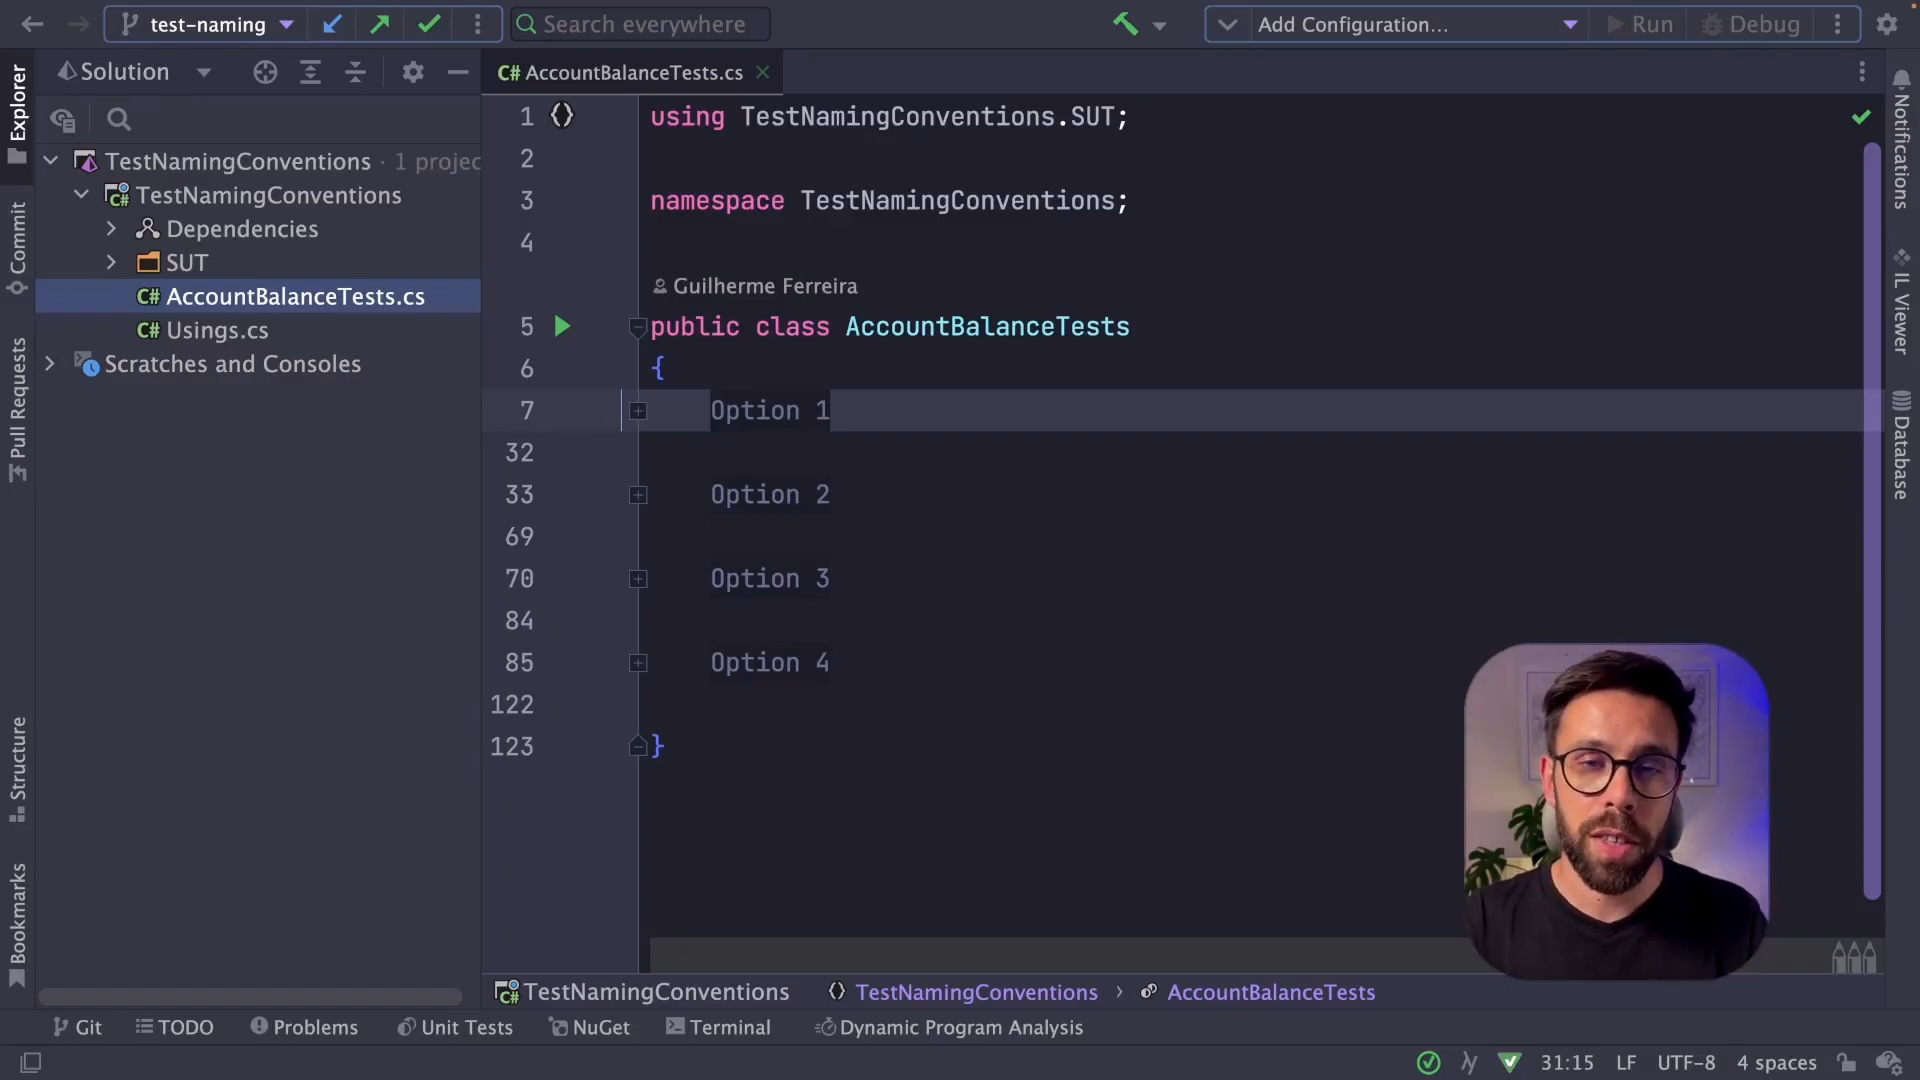 test-naming
Search everywhere
Add Configuration...
Run
Debug
Solution
C# AccountBalanceTests.cs
Explorer
Commit
Pull Requests
Structure
Bookmarks
TestNamingConventions · 1 projec
C# TestNamingConventions
Dependencies
SUT
C# AccountBalanceTests.cs
C# Usings.cs
Scratches and Consoles
1 using TestNamingConventions.SUT;
2
3 namespace TestNamingConventions;
4
Guilherme Ferreira
5 public class AccountBalanceTests
6 {
7 Option 1
32
33 Option 2
69
70 Option 3
84
85 Option 4
122
123 }
Notifications
IL Viewer
Database
C# TestNamingConventions
TestNamingConventions › AccountBalanceTests
Git
TODO
Problems
Unit Tests
NuGet
Terminal
Dynamic Program Analysis
31:15
LF
UTF-8
4 spaces